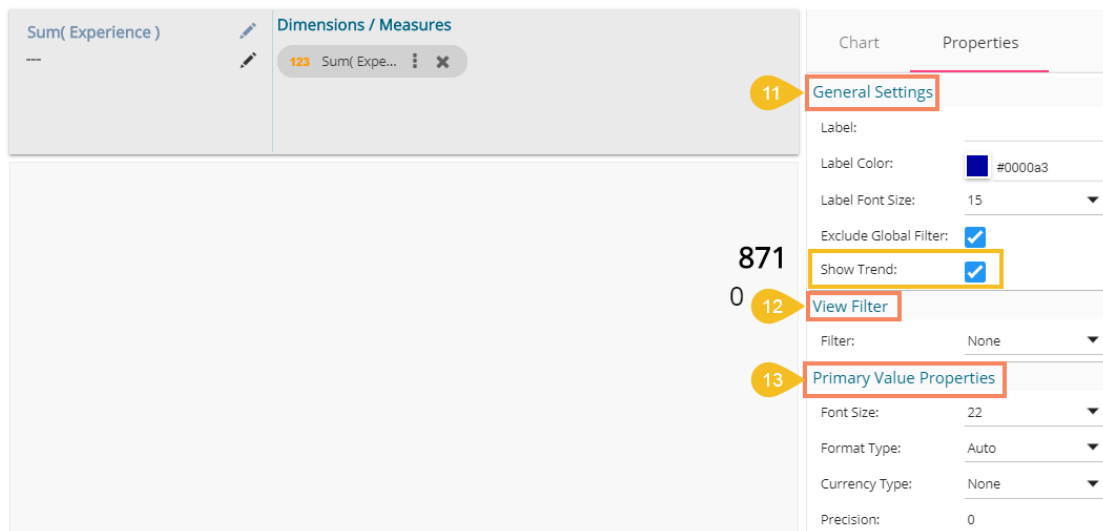 Sum( Experience )
---
Dimensions / Measures
123 Sum( Expe...
871
0
Chart Properties
11 General Settings
Label:
Label Color: #0000a3
Label Font Size: 15
Exclude Global Filter:
Show Trend:
12 View Filter
Filter: None
13 Primary Value Properties
Font Size: 22
Format Type: Auto
Currency Type: None
Precision: 0